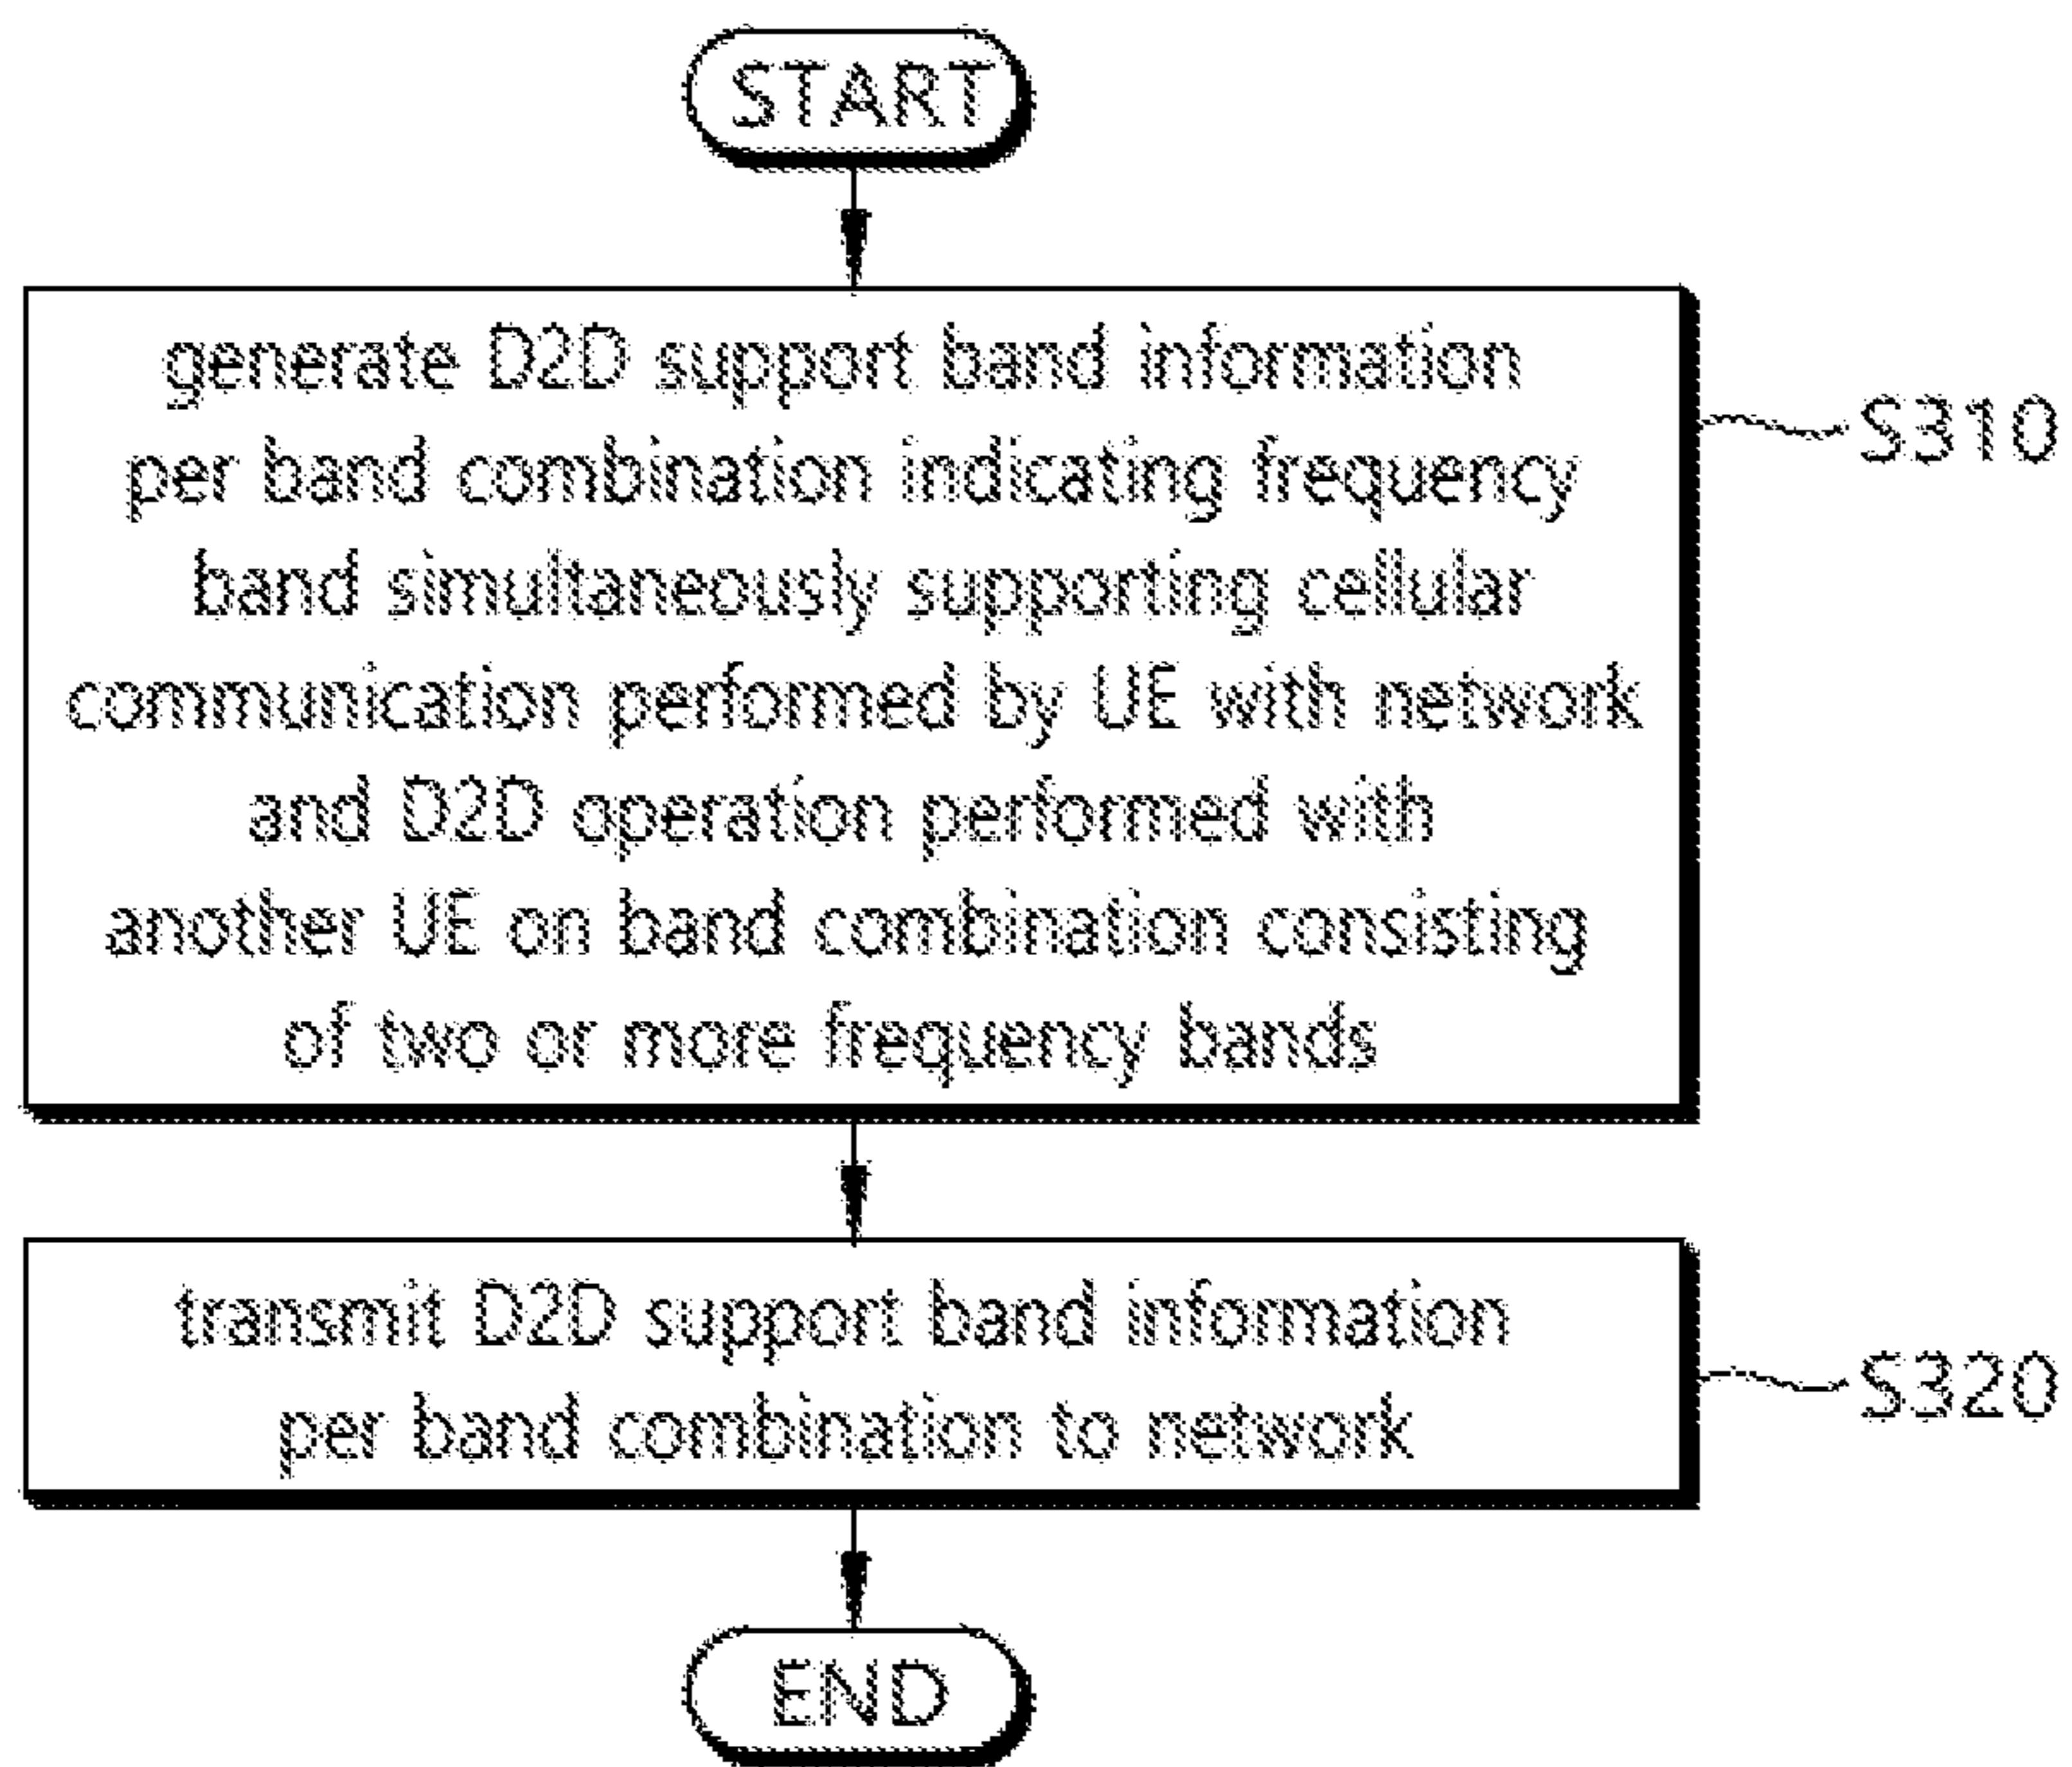 START
generate D2D support band information
per band combination indicating frequency
band simultaneously supporting cellular
communication performed by UE with network
and D2D operation performed with
another UE on band combination consisting
of two or more frequency bands
S310
transmit D2D support band information
per band combination to network
S320
END